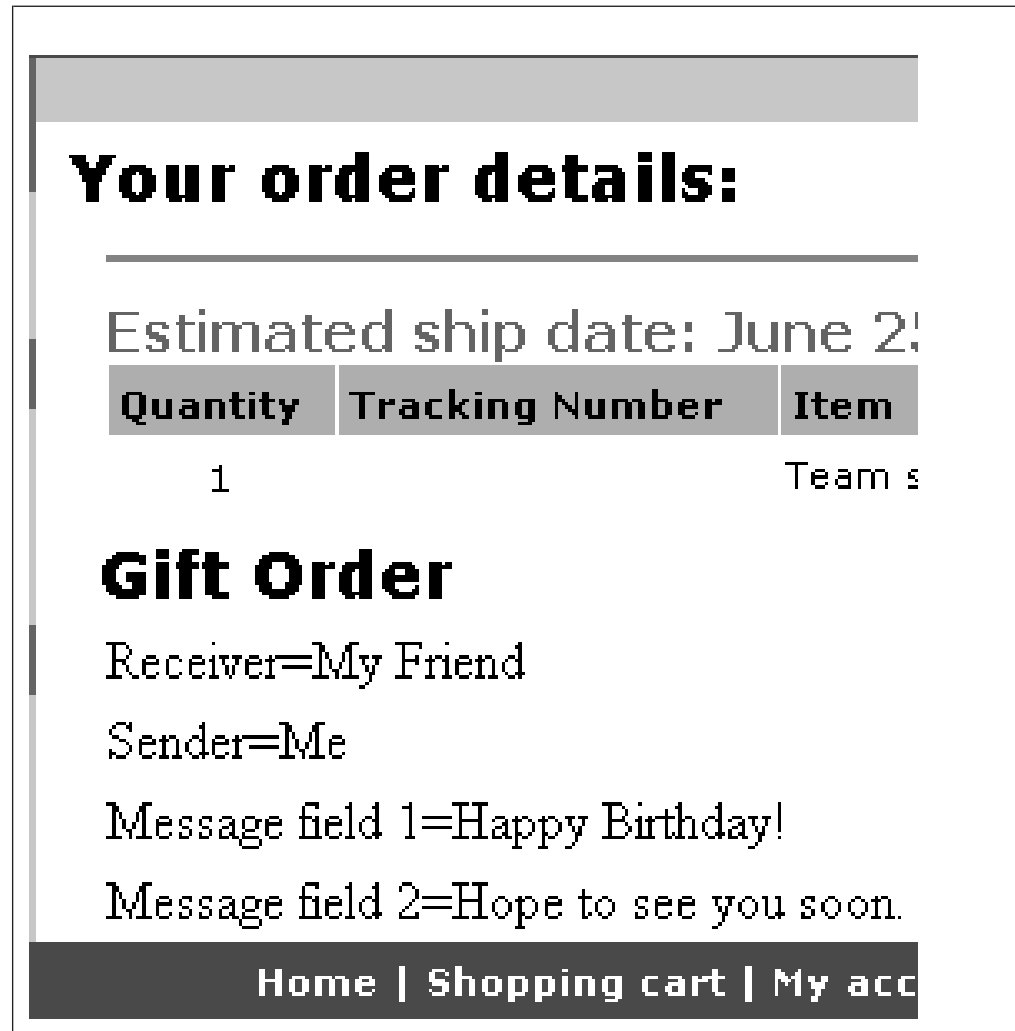 Your order details:
Estimated ship date: June
Quantity Tracking Number Item
1 Team
Gift Order
Receiver=My Friend
Sender=Me
Message field 1=Happy Birthday!
Message field 2=Hope to see you soon.
Home | Shopping cart | My